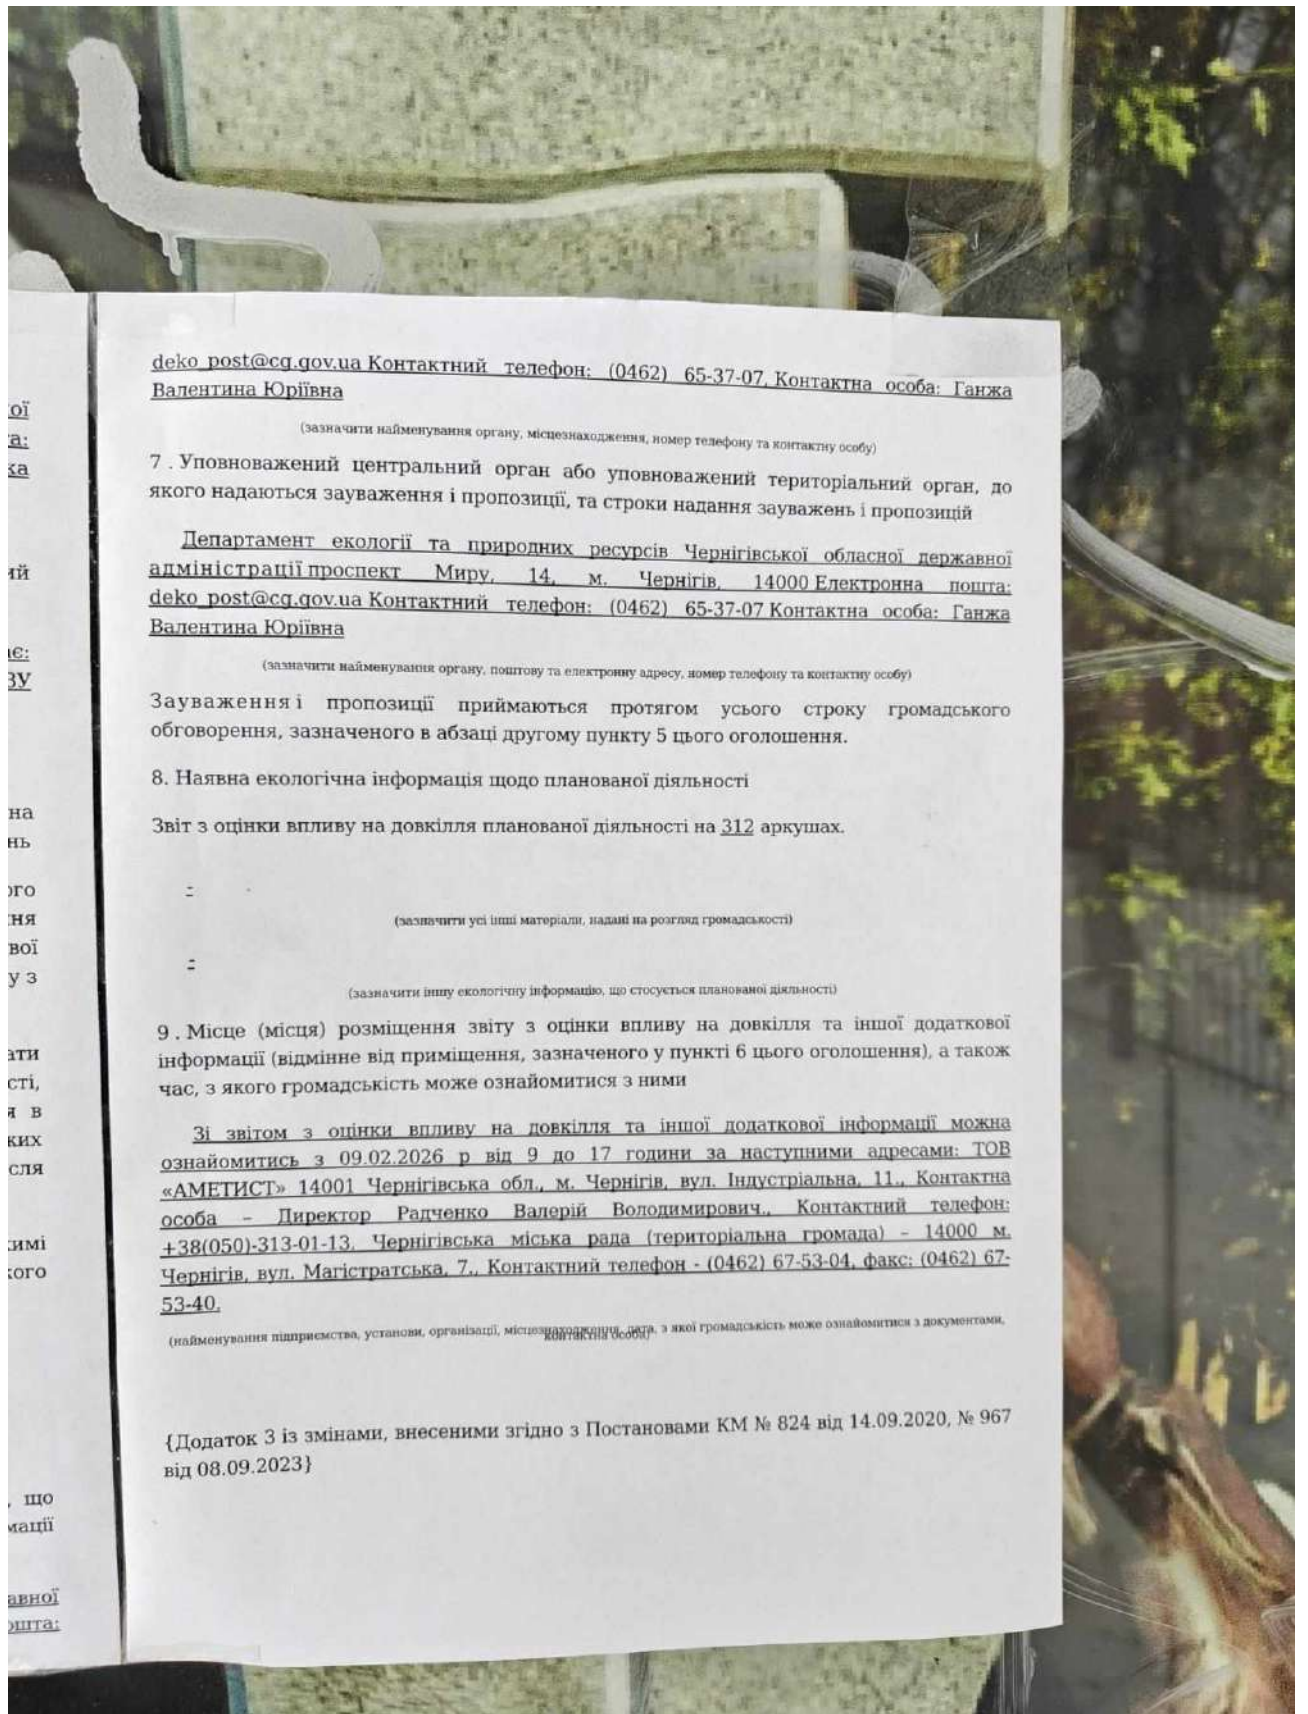 deko_post@cg.gov.ua Контактний телефон: (0462) 65-37-07, Контактна особа: Ганжа
Валентина Юріївна
(зазначити найменування органу, місцезнаходження, номер телефону та контактну особу)
7 . Уповноважений центральний орган або уповноважений територіальний орган, до
якого надаються зауваження і пропозиції, та строки надання зауважень і пропозицій
Департамент екології та природних ресурсів Чернігівської обласної державної
адміністрації проспект Миру, 14, м. Чернігів, 14000 Електронна пошта:
deko_post@cg.gov.ua Контактний телефон: (0462) 65-37-07 Контактна особа: Ганжа
Валентина Юріївна
(зазначити найменування органу, поштову та електронну адресу, номер телефону та контактну особу)
Зауваження і пропозиції приймаються протягом усього строку громадського
обговорення, зазначеного в абзаці другому пункту 5 цього оголошення.
8. Наявна екологічна інформація щодо планованої діяльності
Звіт з оцінки впливу на довкілля планованої діяльності на 312 аркушах.
-
(зазначити усі інші матеріали, надані на розгляд громадськості)
-
(зазначити іншу екологічну інформацію, що стосується планованої діяльності)
9 . Місце (місця) розміщення звіту з оцінки впливу на довкілля та іншої додаткової
інформації (відмінне від приміщення, зазначеного у пункті 6 цього оголошення), а також
час, з якого громадськість може ознайомитися з ними
Зі звітом з оцінки впливу на довкілля та іншої додаткової інформації можна
ознайомитись з 09.02.2026 р від 9 до 17 години за наступними адресами: ТОВ
«АМЕТИСТ» 14001 Чернігівська обл., м. Чернігів, вул. Індустріальна, 11., Контактна
особа – Директор Радченко Валерій Володимирович., Контактний телефон:
+38(050)-313-01-13, Чернігівська міська рада (територіальна громада) – 14000 м.
Чернігів, вул. Магістратська, 7., Контактний телефон - (0462) 67-53-04, факс: (0462) 67-
53-40,
(найменування підприємства, установи, організації, місцезнаходження, дата, з якої громадськість може ознайомитися з документами,
контактна особа)
{Додаток 3 із змінами, внесеними згідно з Постановами КМ № 824 від 14.09.2020, № 967
від 08.09.2023}